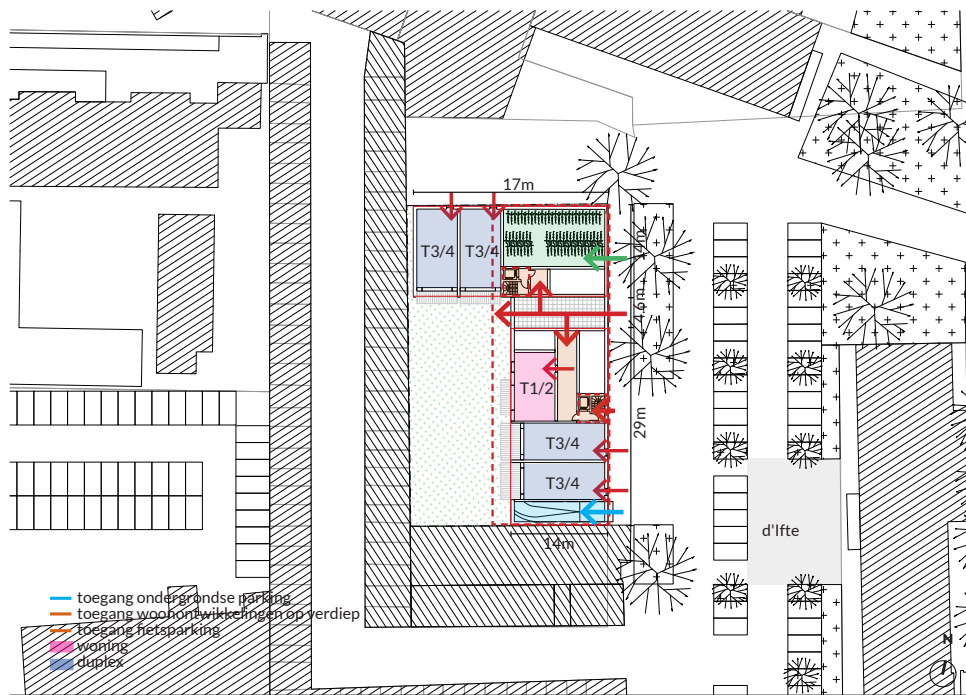 17m
T3/4
T3/4
4,6m
T1/2
29m
T3/4
T3/4
14m
d'Ifte
toegang ondergrondse parking
toegang woonontwikkelingen op verdiep
toegang fietsparking
woning
duplex
N